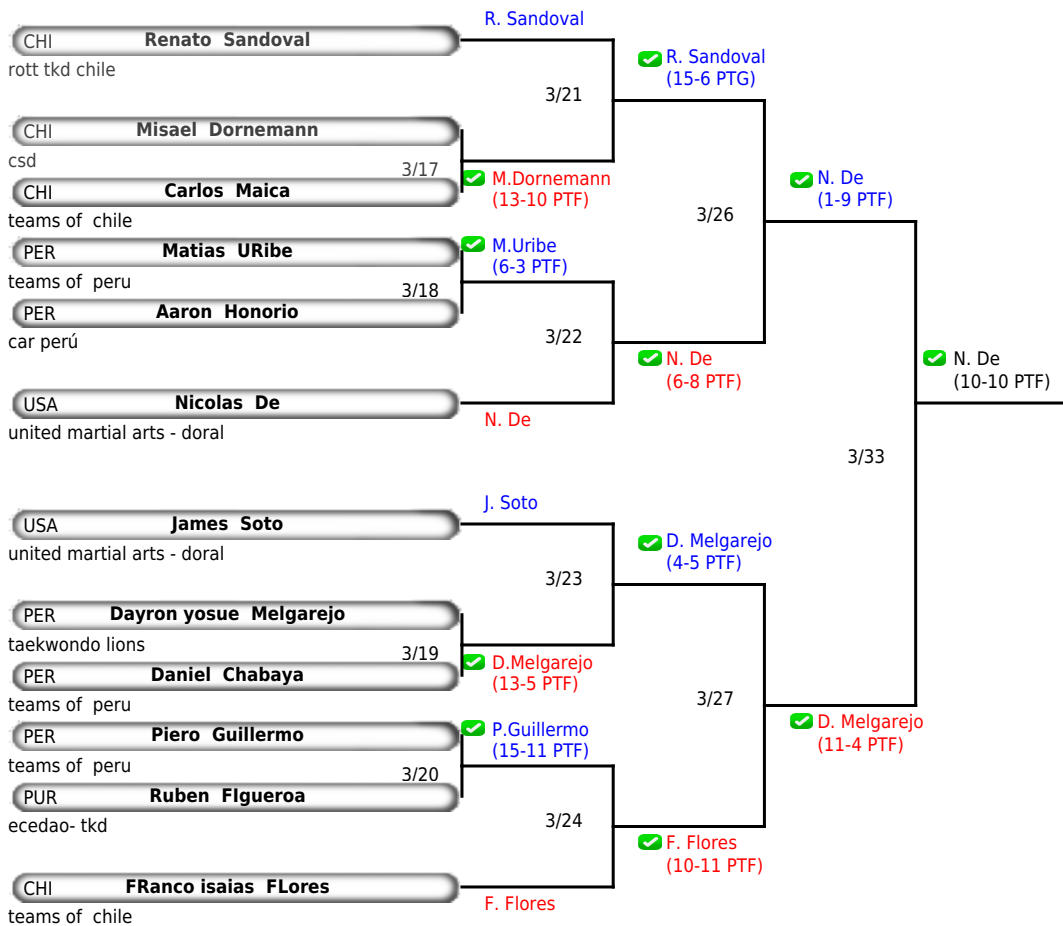 R. Sandoval
CHI Renato Sandoval
rott tkd chile
R. Sandoval
(15-6 PTG)
3/21
CHI Misael Dornemann
csd
3/17
M.Dornemann
(13-10 PTF)
CHI Carlos Maica
teams of chile
N. De
(1-9 PTF)
3/26
PER Matias URibe
teams of peru
M.Uribe
(6-3 PTF)
3/18
PER Aaron Honorio
car perú
3/22
N. De
(6-8 PTF)
N. De
(10-10 PTF)
USA Nicolas De
united martial arts - doral
N. De
3/33
J. Soto
USA James Soto
united martial arts - doral
D. Melgarejo
(4-5 PTF)
3/23
PER Dayron yosue Melgarejo
taekwondo lions
3/19
D.Melgarejo
(13-5 PTF)
PER Daniel Chabaya
teams of peru
3/27
D. Melgarejo
(11-4 PTF)
PER Piero Guillermo
teams of peru
P.Guillermo
(15-11 PTF)
3/20
PUR Ruben FIgueroa
ecedao- tkd
3/24
F. Flores
(10-11 PTF)
CHI FRanco isaias FLores
teams of chile
F. Flores